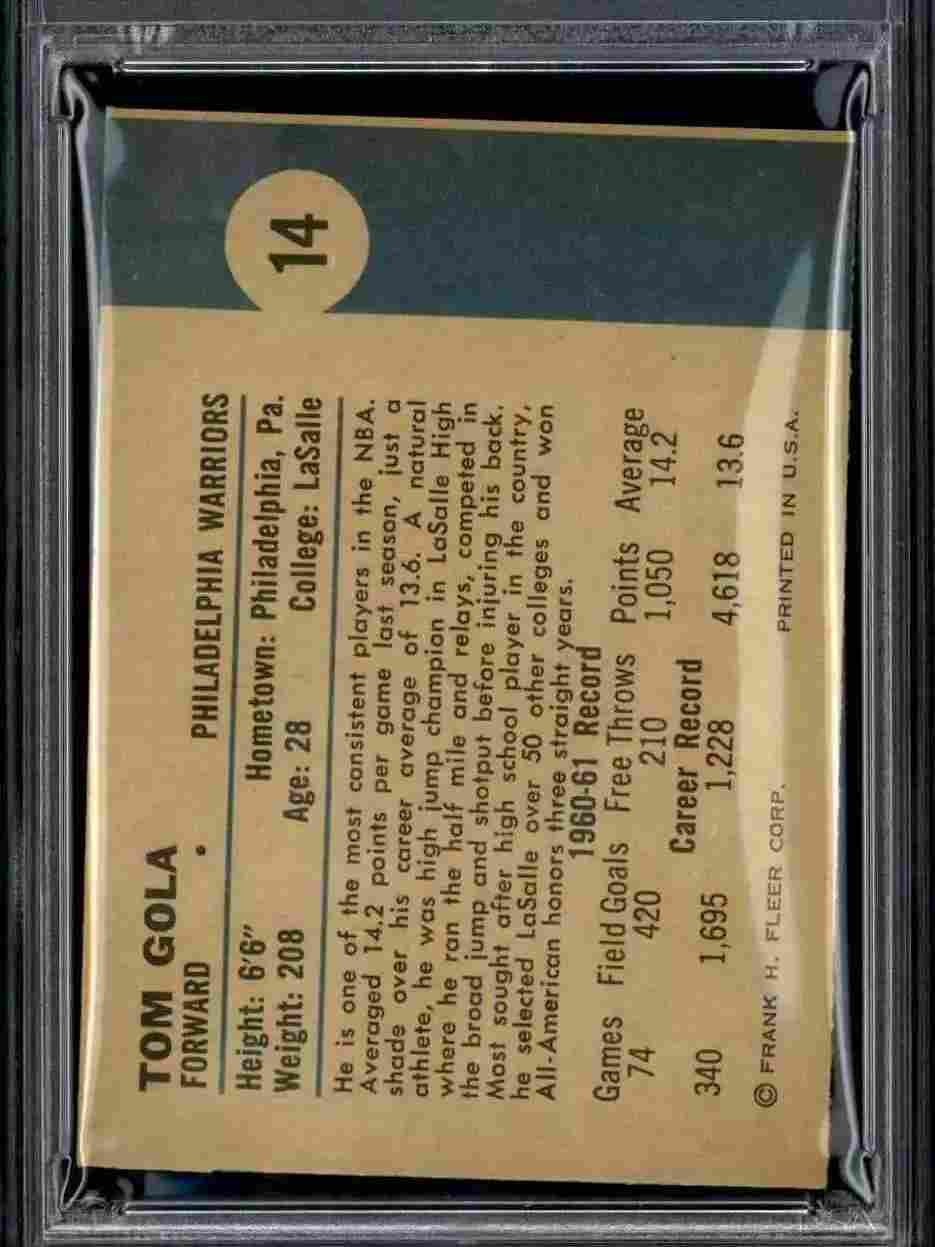 14
TOM GOLA
FORWARD • PHILADELPHIA WARRIORS
Height: 6'6" Hometown: Philadelphia, Pa.
Weight: 208 Age: 28 College: LaSalle
He is one of the most consistent players in the NBA.
Averaged 14.2 points per game last season, just a
shade over his career average of 13.6. A natural
athlete, he was high jump champion in LaSalle High
where he ran the half mile and relays, competed in
the broad jump and shotput before injuring his back.
Most sought after high school player in the country,
he selected LaSalle over 50 other colleges and won
All-American honors three straight years.
1960-61 Record
Games Field Goals Free Throws Points Average
74 420 210 1,050 14.2
Career Record
340 1,695 1,228 4,618 13.6
© FRANK H. FLEER CORP. PRINTED IN U.S.A.